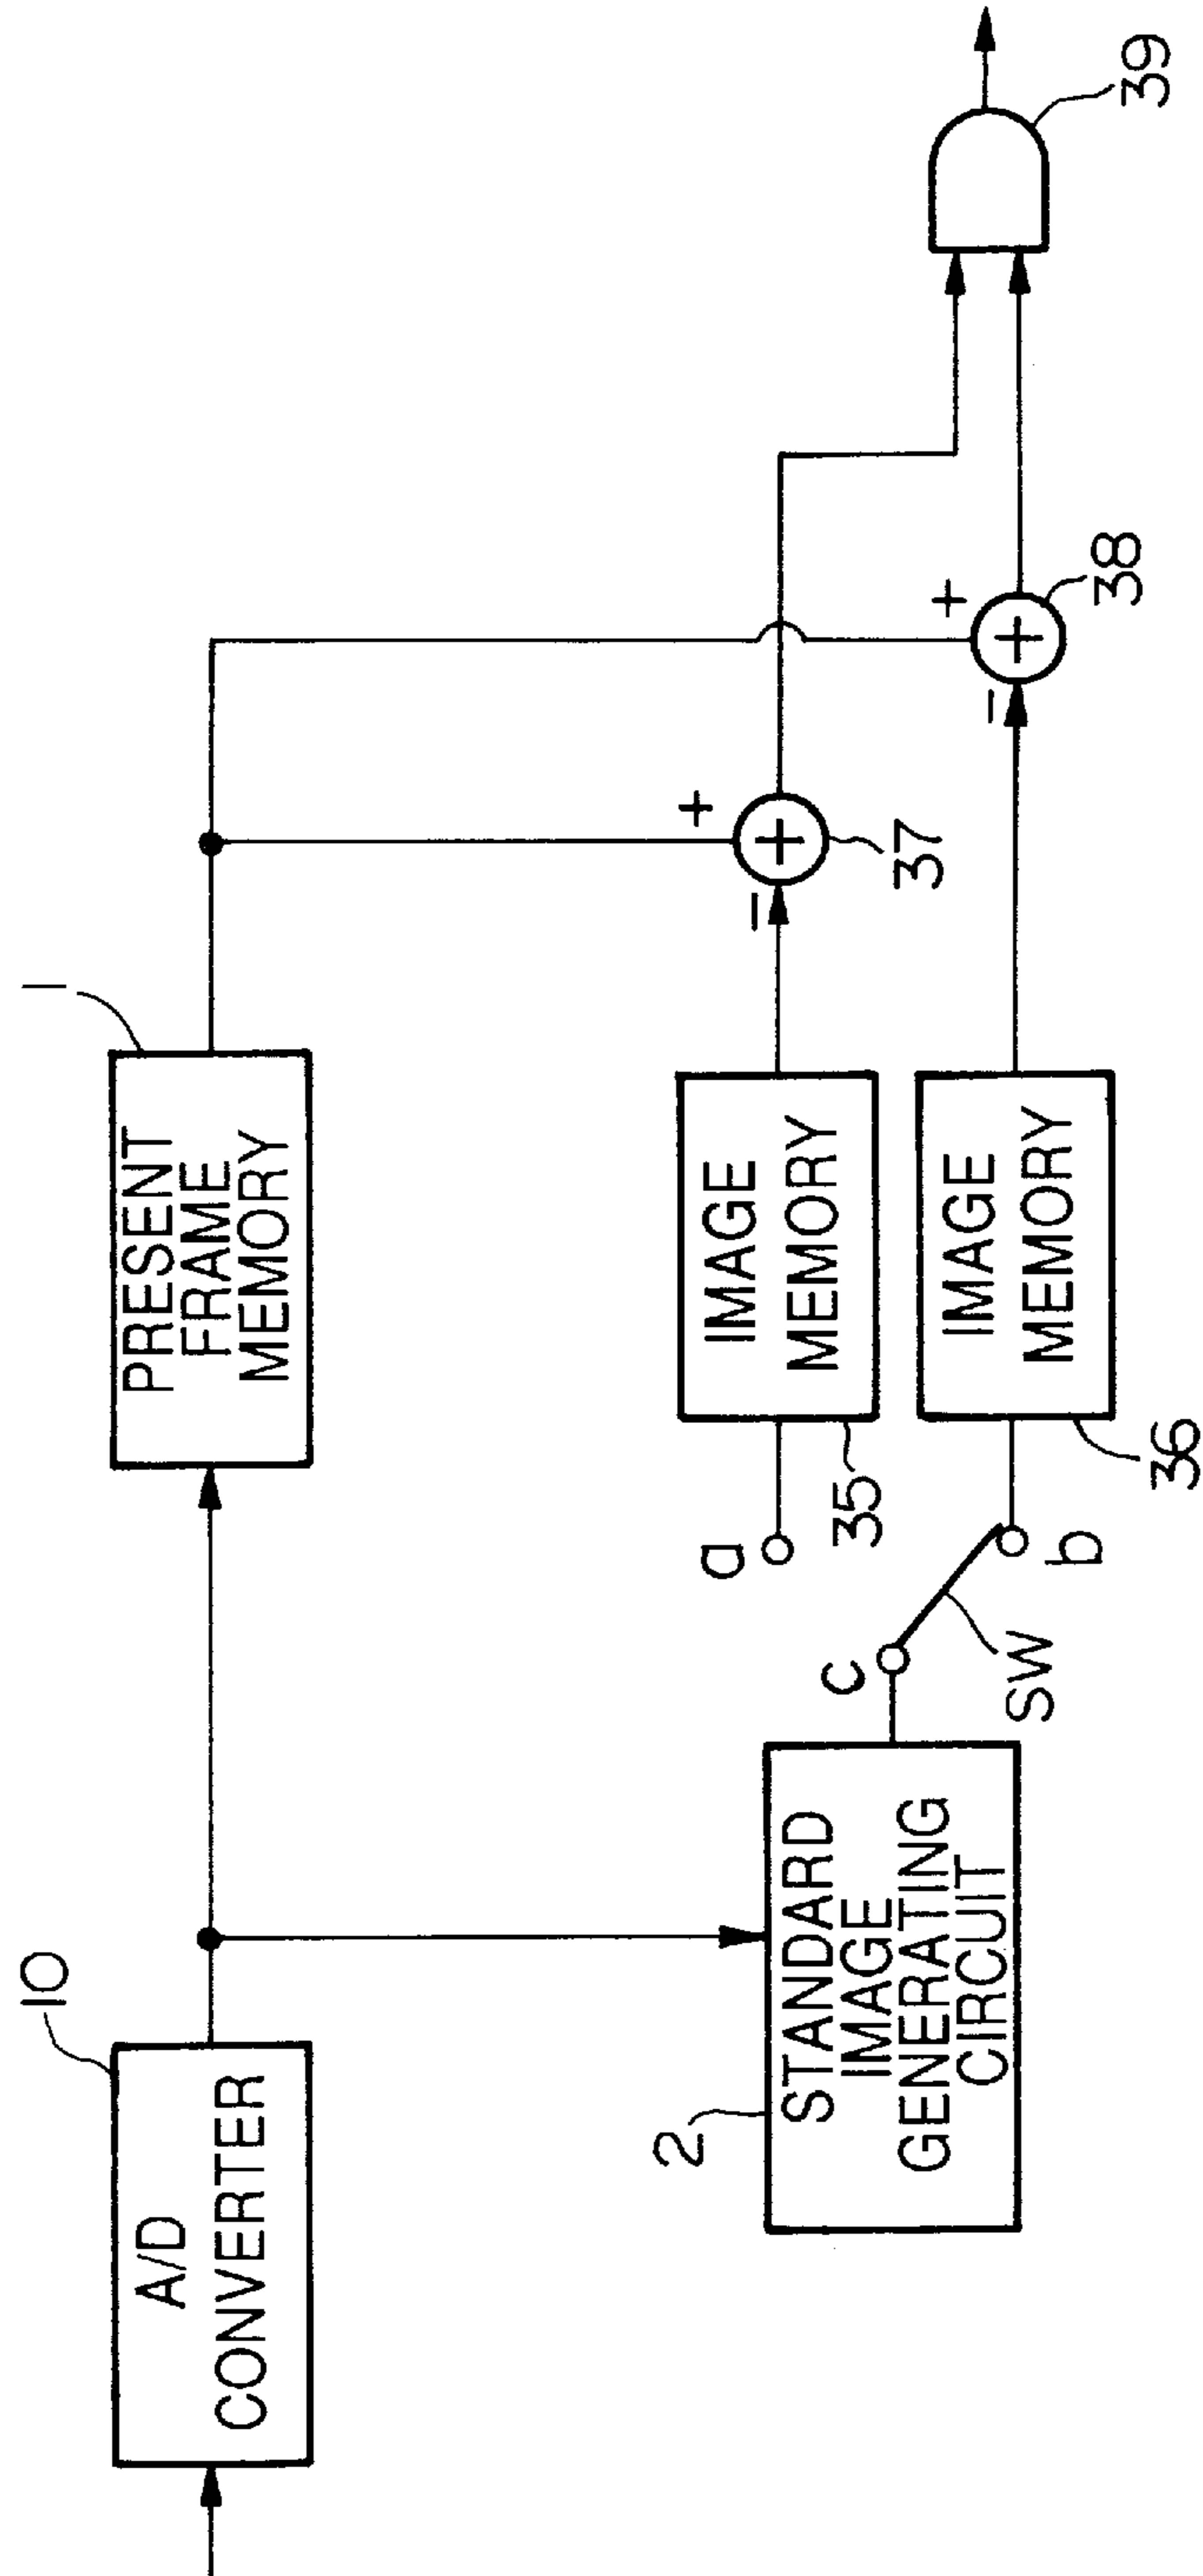 10
A/D
CONVERTER
1
PRESENT
FRAME
MEMORY
2
STANDARD
IMAGE
GENERATING
CIRCUIT
c
SW
a
b
35
IMAGE
MEMORY
36
IMAGE
MEMORY
+
−
+
37
+
−
+
38
39